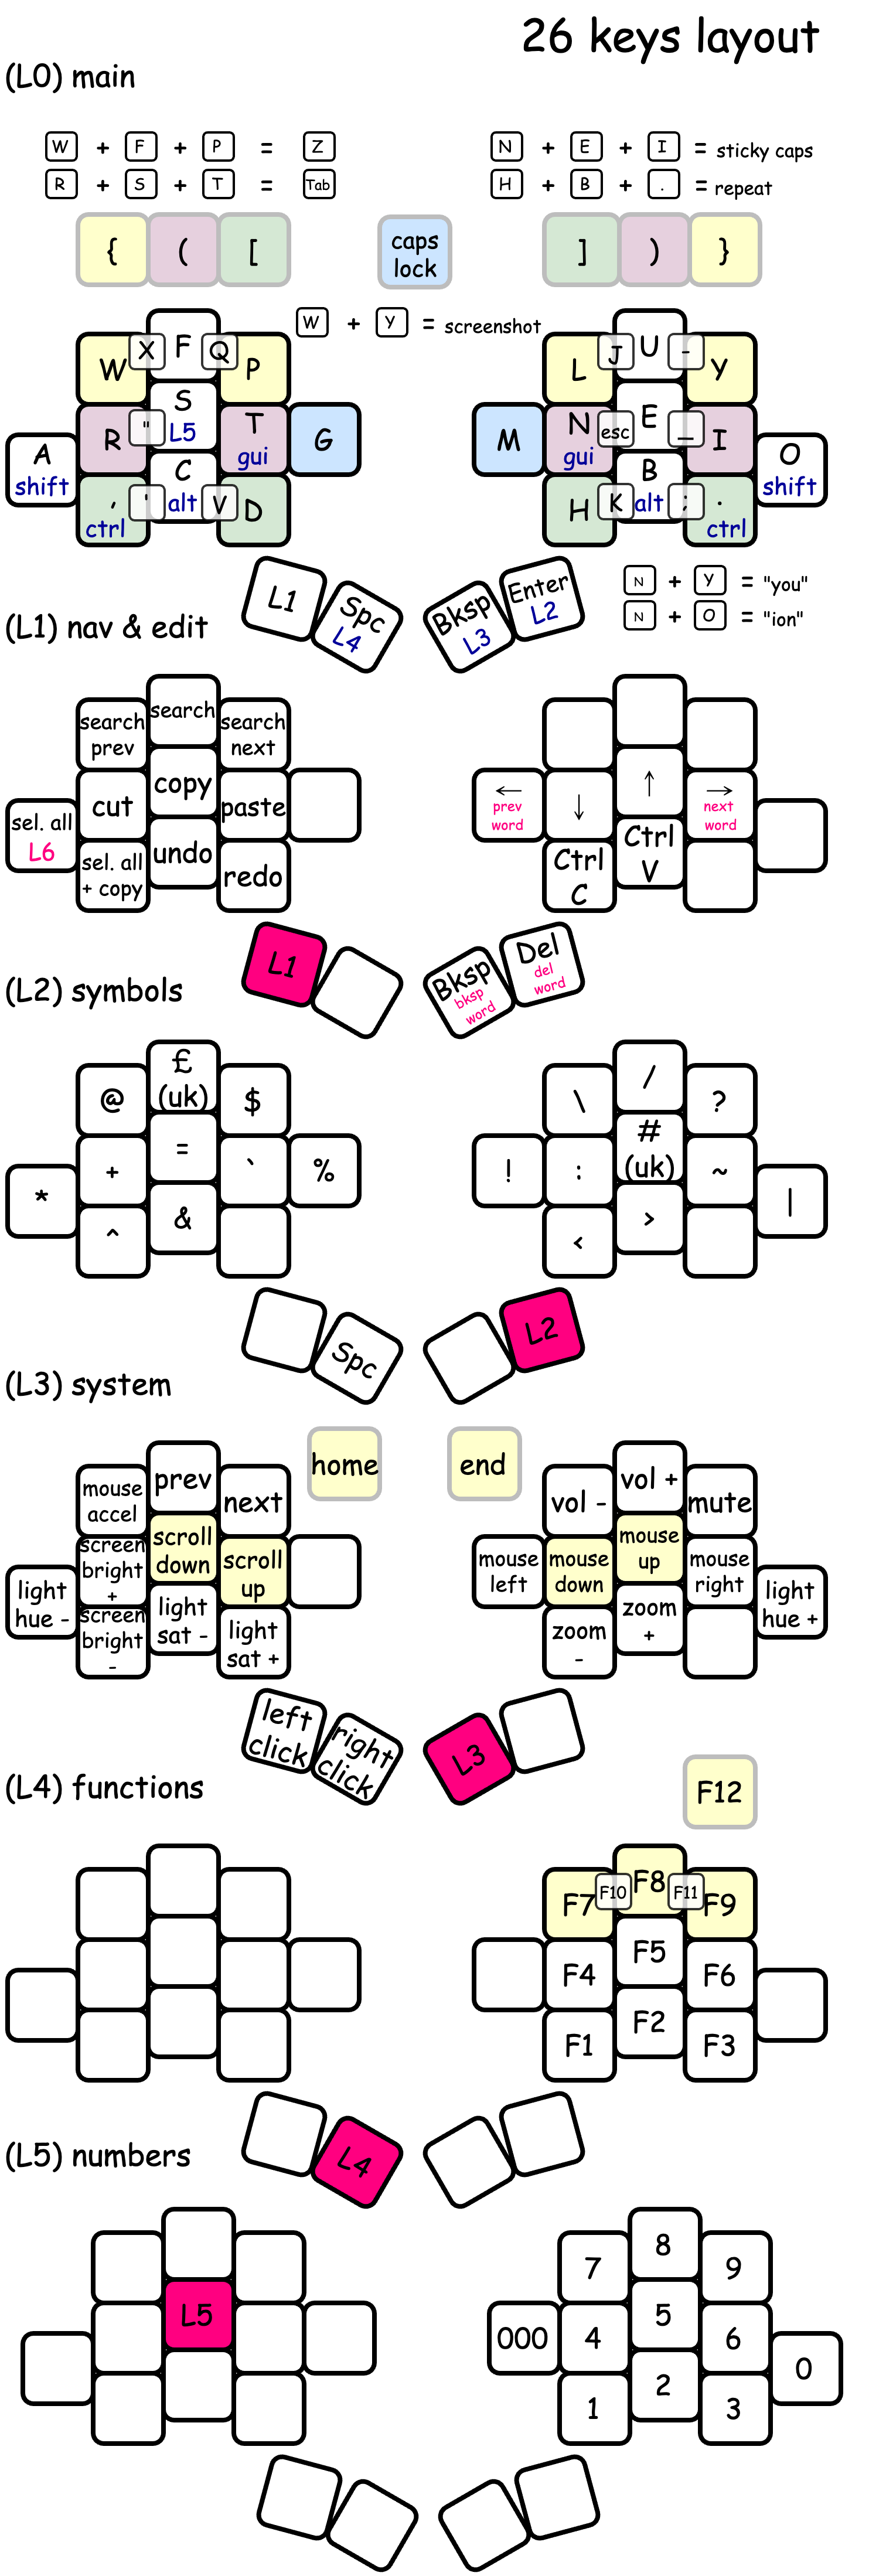 26 keys layout
(L0) main
W + F + P = Z
N + E + I = sticky caps
R + S + T = Tab
H + B + . = repeat
{ ( [
caps
lock
] ) }
W + Y = screenshot
W X F Q P
L J U - Y
A
shift
R " S
L5
T
gui
G
M
N
gui
esc E _ I
O
shift
,
ctrl
' C
alt
V D
H K B
alt
; .
ctrl
L1
Spc
L4
Bksp
L3
Enter
L2
N + Y = "you"
N + O = "ion"
(L1) nav & edit
search
prev
search
search
next
sel. all
L6
cut
copy
paste
sel. all
+ copy
undo
redo
←
prev
word
↓
↑
→
next
word
Ctrl
C
Ctrl
V
L1
Bksp
bksp
word
Del
del
word
(L2) symbols
@
£
(uk)
$
\ / ?
* + = ` %
! :
#
(uk)
~ |
^ &
< >
Spc
L2
(L3) system
home
end
mouse
accel
prev
next
vol -
vol +
mute
light
hue -
screen
bright
+
scroll
down
scroll
up
mouse
left
mouse
down
mouse
up
mouse
right
light
hue +
screen
bright
-
light
sat -
light
sat +
zoom
-
zoom
+
left
click
right
click
L3
(L4) functions
F12
F7 F10 F8 F11 F9
F4 F5 F6
F1 F2 F3
L4
(L5) numbers
7 8 9
L5
000 4 5 6 0
1 2 3